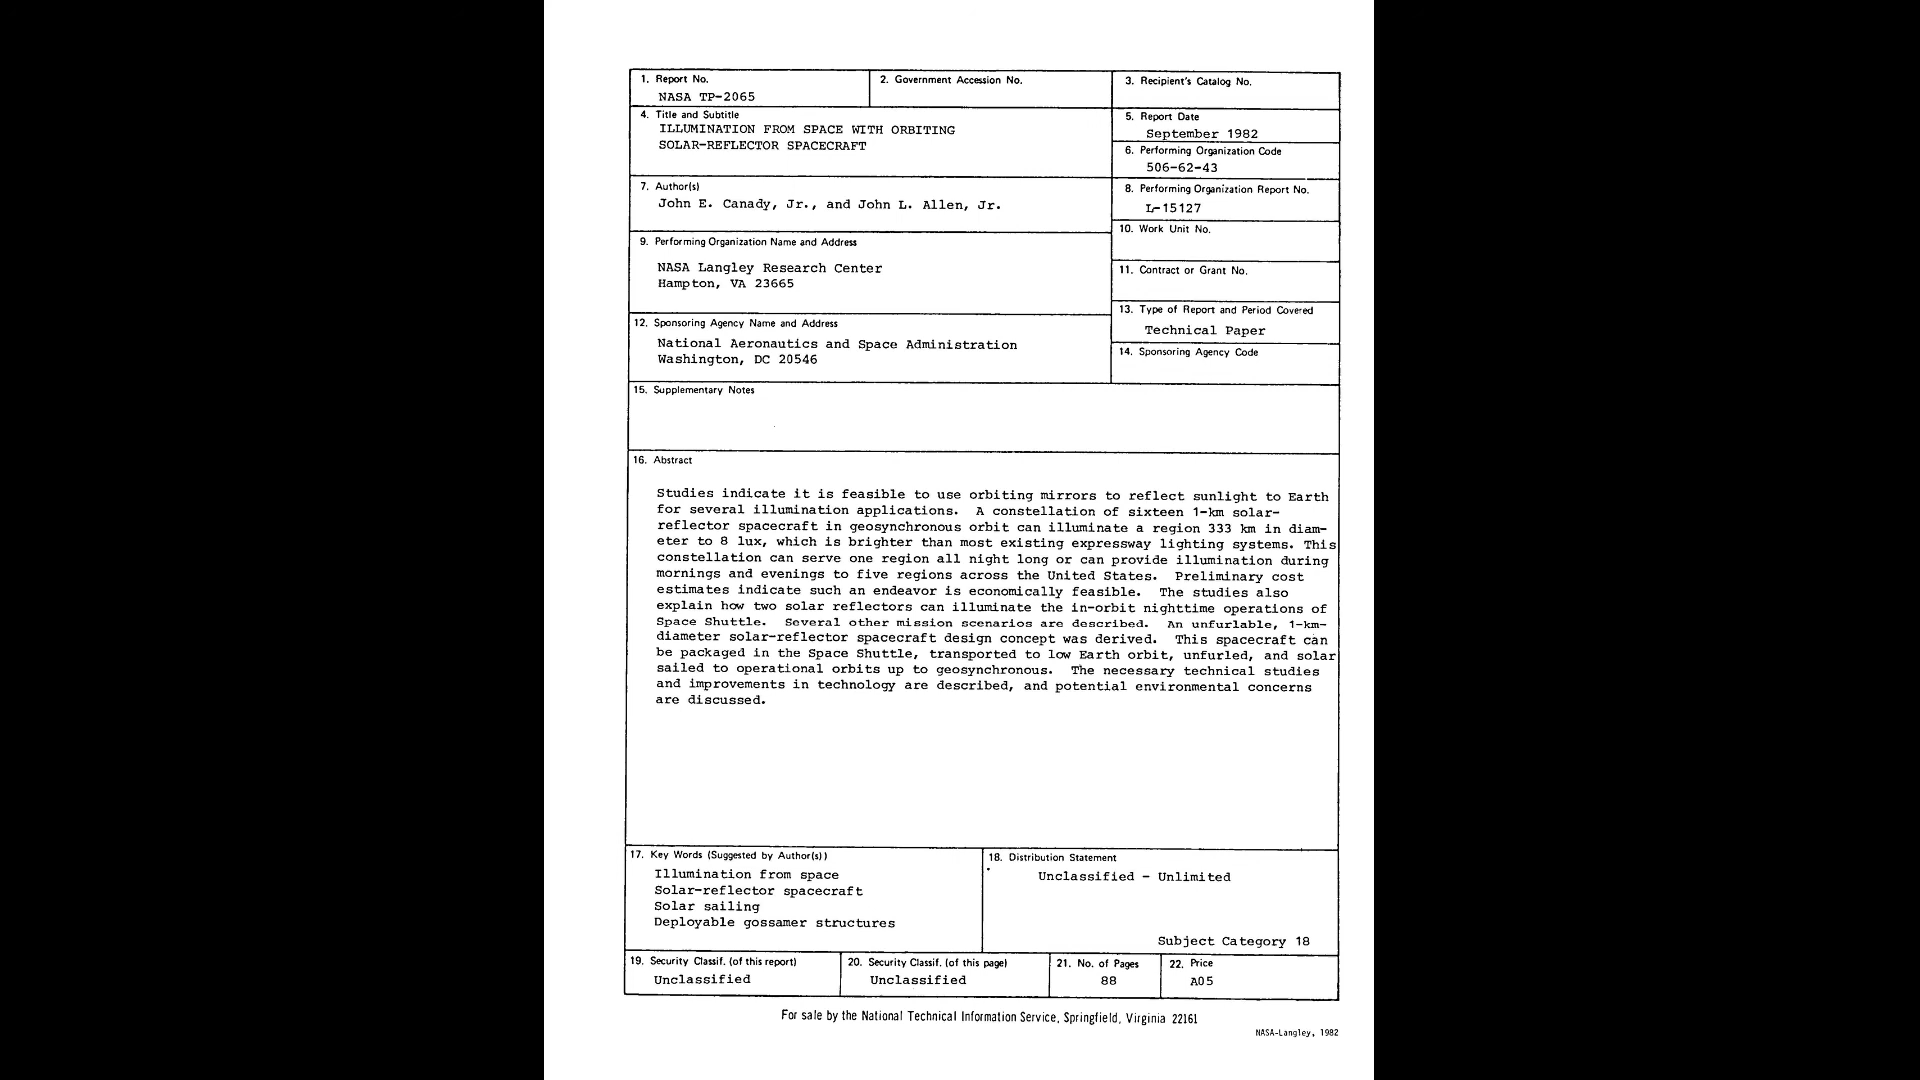 1. Report No.
NASA TP-2065
2. Government Accession No.
3. Recipient's Catalog No.
4. Title and Subtitle
ILLUMINATION FROM SPACE WITH ORBITING
SOLAR-REFLECTOR SPACECRAFT
5. Report Date
September 1982
6. Performing Organization Code
506-62-43
7. Author(s)
John E. Canady, Jr., and John L. Allen, Jr.
8. Performing Organization Report No.
L-15127
9. Performing Organization Name and Address
NASA Langley Research Center
Hampton, VA 23665
10. Work Unit No.
11. Contract or Grant No.
12. Sponsoring Agency Name and Address
National Aeronautics and Space Administration
Washington, DC 20546
13. Type of Report and Period Covered
Technical Paper
14. Sponsoring Agency Code
15. Supplementary Notes
16. Abstract
Studies indicate it is feasible to use orbiting mirrors to reflect sunlight to Earth
for several illumination applications. A constellation of sixteen 1-km solar-
reflector spacecraft in geosynchronous orbit can illuminate a region 333 km in diam-
eter to 8 lux, which is brighter than most existing expressway lighting systems. This
constellation can serve one region all night long or can provide illumination during
mornings and evenings to five regions across the United States. Preliminary cost
estimates indicate such an endeavor is economically feasible. The studies also
explain how two solar reflectors can illuminate the in-orbit nighttime operations of
Space Shuttle. Several other mission scenarios are described. An unfurlable, 1-km-
diameter solar-reflector spacecraft design concept was derived. This spacecraft can
be packaged in the Space Shuttle, transported to low Earth orbit, unfurled, and solar
sailed to operational orbits up to geosynchronous. The necessary technical studies
and improvements in technology are described, and potential environmental concerns
are discussed.
17. Key Words (Suggested by Author(s))
Illumination from space
Solar-reflector spacecraft
Solar sailing
Deployable gossamer structures
18. Distribution Statement
Unclassified - Unlimited
Subject Category 18
19. Security Classif. (of this report)
Unclassified
20. Security Classif. (of this page)
Unclassified
21. No. of Pages
88
22. Price
A05
For sale by the National Technical Information Service, Springfield, Virginia 22161
NASA-Langley, 1982